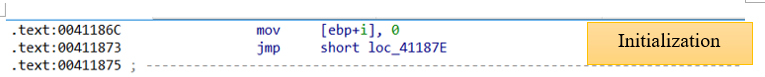 .text:0041186C mov [ebp+i], 0
.text:00411873 jmp short loc_41187E
.text:00411875 ; ---------------------------------------------------------------------------
Initialization